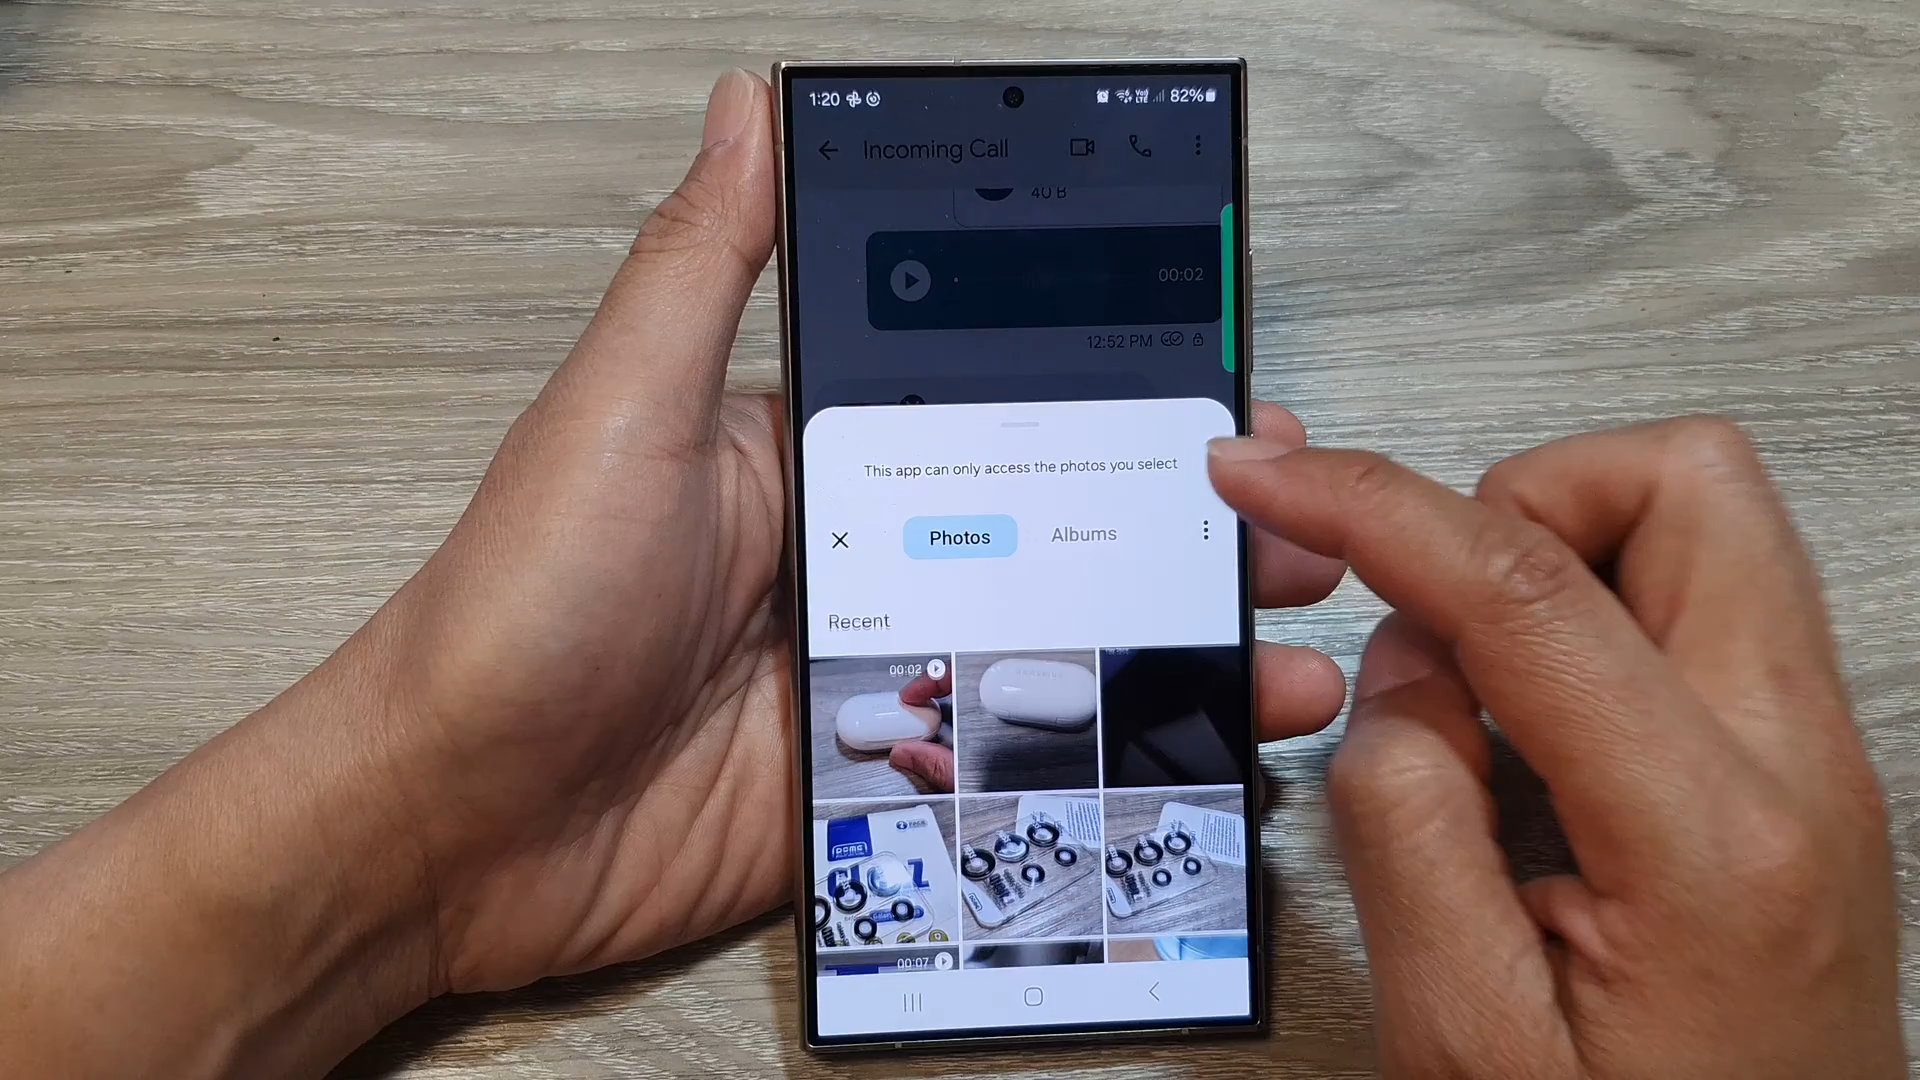 1:20
82%
Incoming Call
40 B
00:02
12:52 PM
This app can only access the photos you select
Photos
Albums
Recent
00:02
DOME
00:07